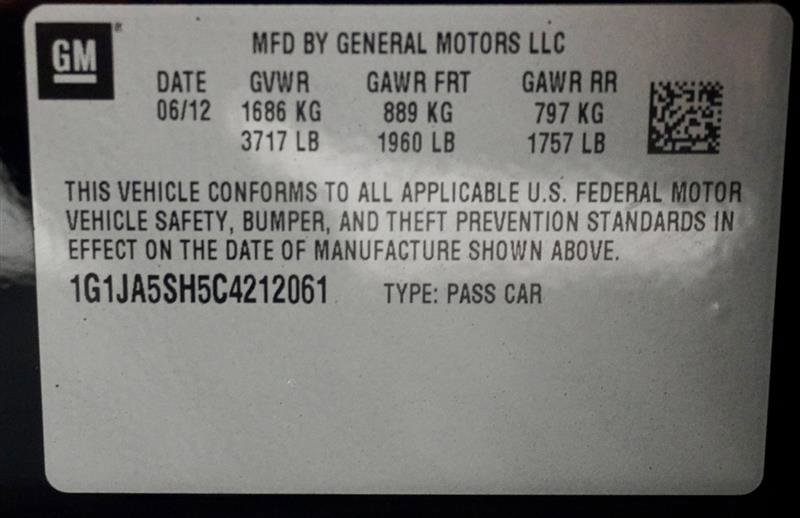 GM ®
MFD BY GENERAL MOTORS LLC
DATE GVWR GAWR FRT GAWR RR
06/12 1686 KG 889 KG 797 KG
3717 LB 1960 LB 1757 LB
THIS VEHICLE CONFORMS TO ALL APPLICABLE U.S. FEDERAL MOTOR
VEHICLE SAFETY, BUMPER, AND THEFT PREVENTION STANDARDS IN
EFFECT ON THE DATE OF MANUFACTURE SHOWN ABOVE.
1G1JA5SH5C4212061 TYPE: PASS CAR